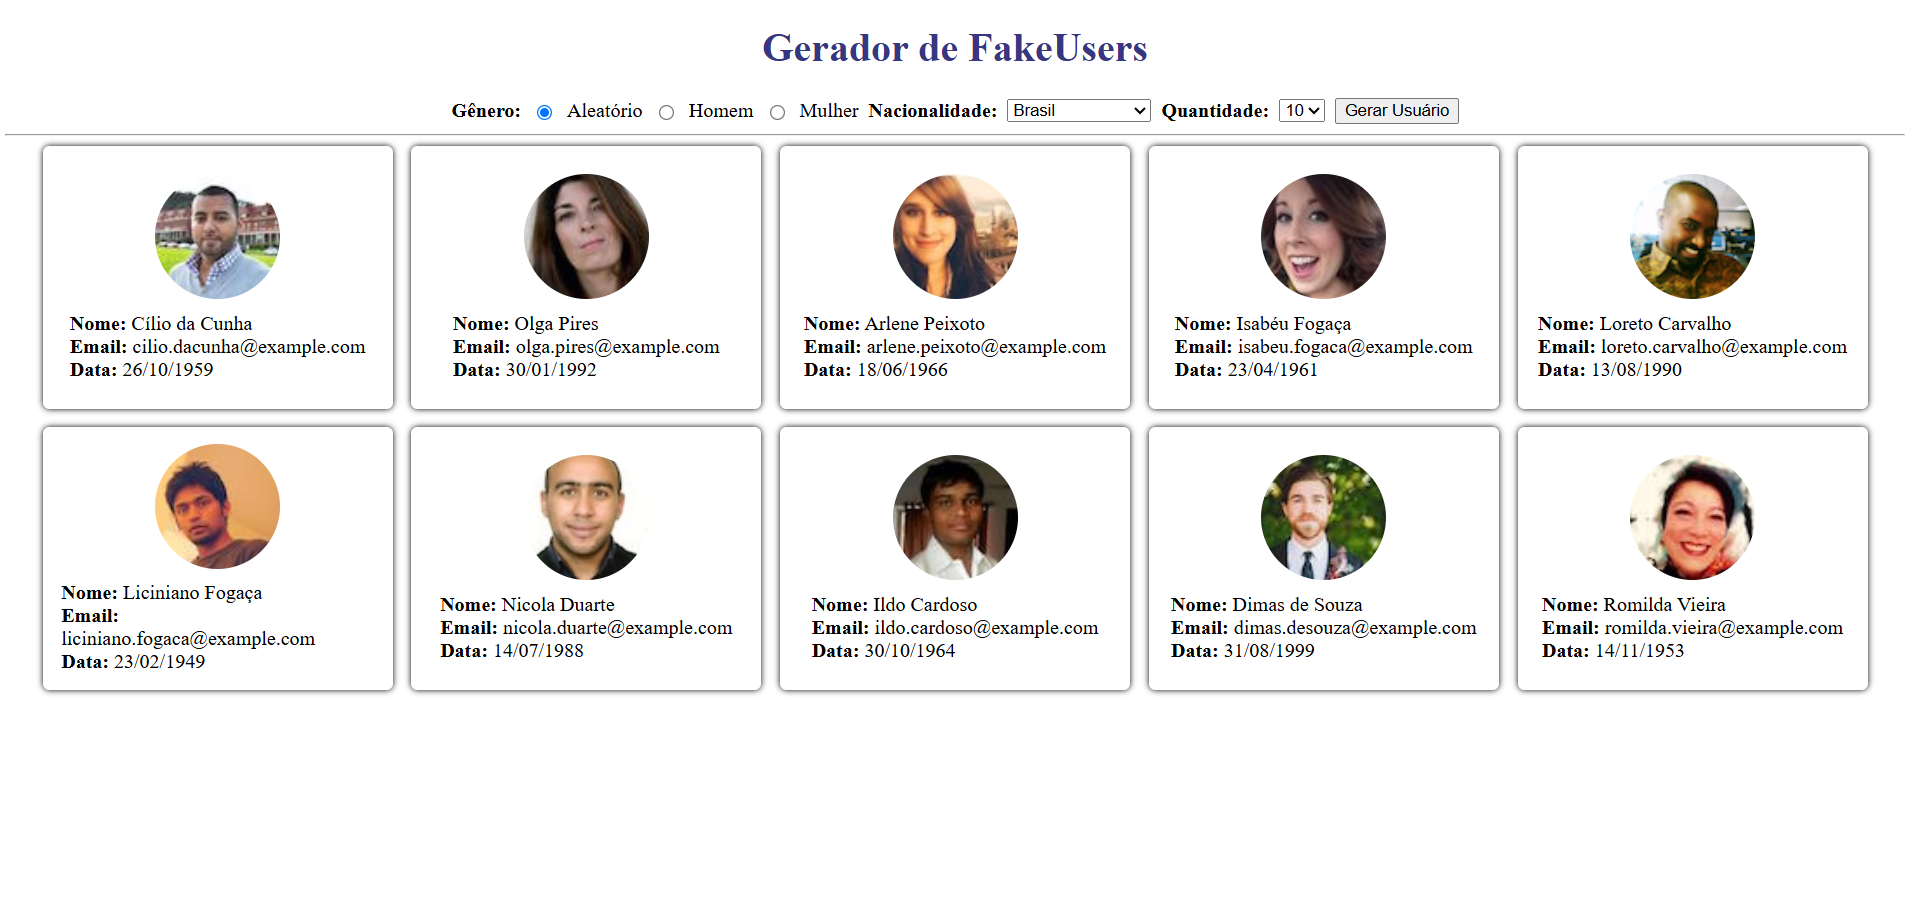 Gerador de FakeUsers
Gênero: Aleatório Homem Mulher Nacionalidade: Brasil Quantidade: 10 Gerar Usuário
Nome: Cílio da Cunha
Email: cilio.dacunha@example.com
Data: 26/10/1959
Nome: Olga Pires
Email: olga.pires@example.com
Data: 30/01/1992
Nome: Arlene Peixoto
Email: arlene.peixoto@example.com
Data: 18/06/1966
Nome: Isabéu Fogaça
Email: isabeu.fogaca@example.com
Data: 23/04/1961
Nome: Loreto Carvalho
Email: loreto.carvalho@example.com
Data: 13/08/1990
Nome: Liciniano Fogaça
Email:
liciniano.fogaca@example.com
Data: 23/02/1949
Nome: Nicola Duarte
Email: nicola.duarte@example.com
Data: 14/07/1988
Nome: Ildo Cardoso
Email: ildo.cardoso@example.com
Data: 30/10/1964
Nome: Dimas de Souza
Email: dimas.desouza@example.com
Data: 31/08/1999
Nome: Romilda Vieira
Email: romilda.vieira@example.com
Data: 14/11/1953